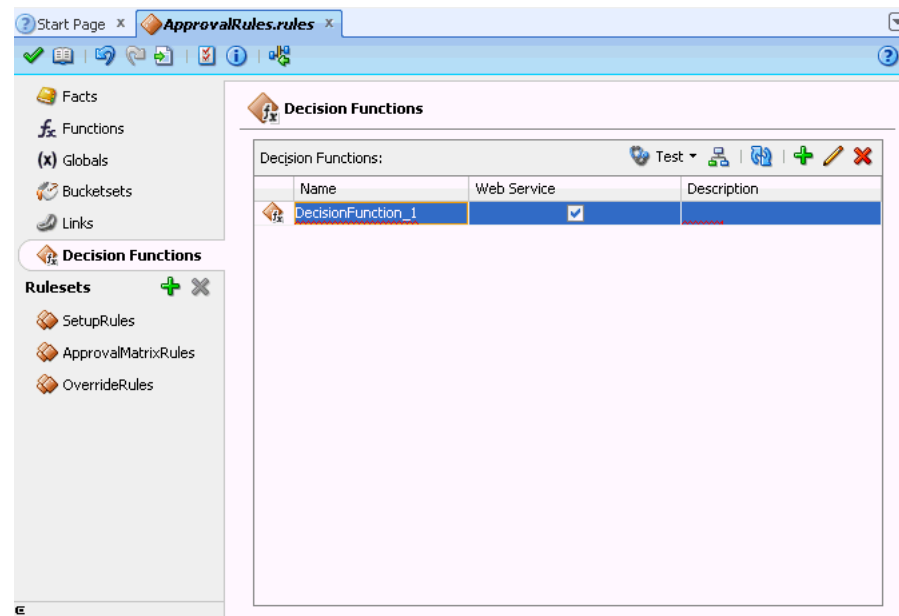 Start Page x ApprovalRules.rules x
Facts
fx Functions
(x) Globals
Bucketsets
Links
Decision Functions
Rulesets
SetupRules
ApprovalMatrixRules
OverrideRules
Decision Functions
Decision Functions: Test
Name Web Service Description
DecisionFunction_1